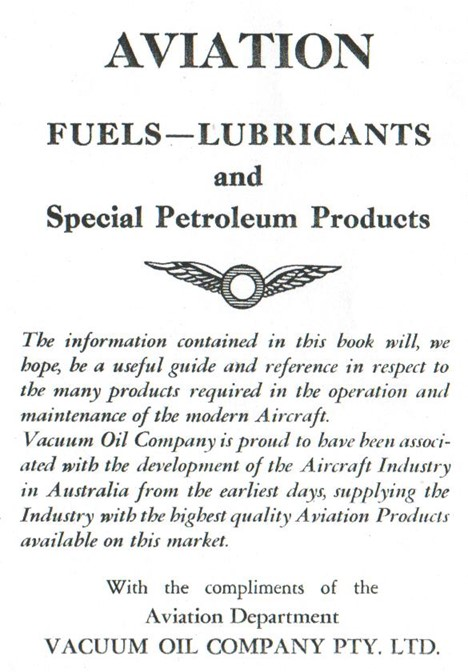 AVIATION
FUELS—LUBRICANTS
and
Special Petroleum Products
The information contained in this book will, we
hope, be a useful guide and reference in respect to
the many products required in the operation and
maintenance of the modern Aircraft.
Vacuum Oil Company is proud to have been associ-
ated with the development of the Aircraft Industry
in Australia from the earliest days, supplying the
Industry with the highest quality Aviation Products
available on this market.
With the compliments of the
Aviation Department
VACUUM OIL COMPANY PTY. LTD.